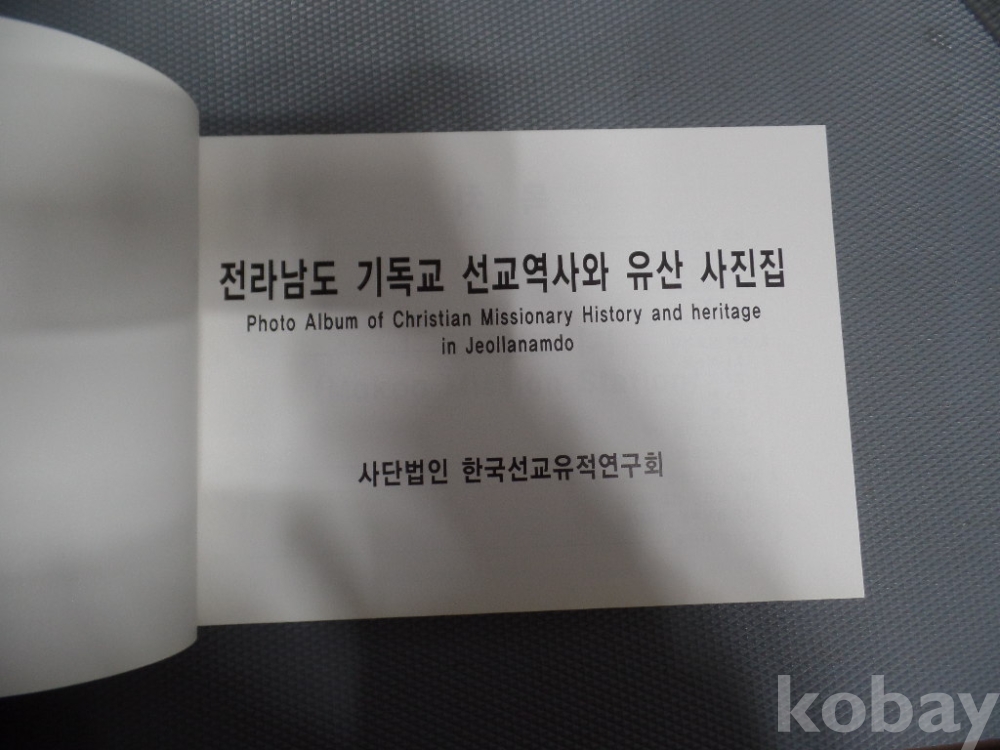 전라남도 기독교 선교역사와 유산 사진집
Photo Album of Christian Missionary History and heritage
in Jeollanamdo
사단법인 한국선교유적연구회
kobay